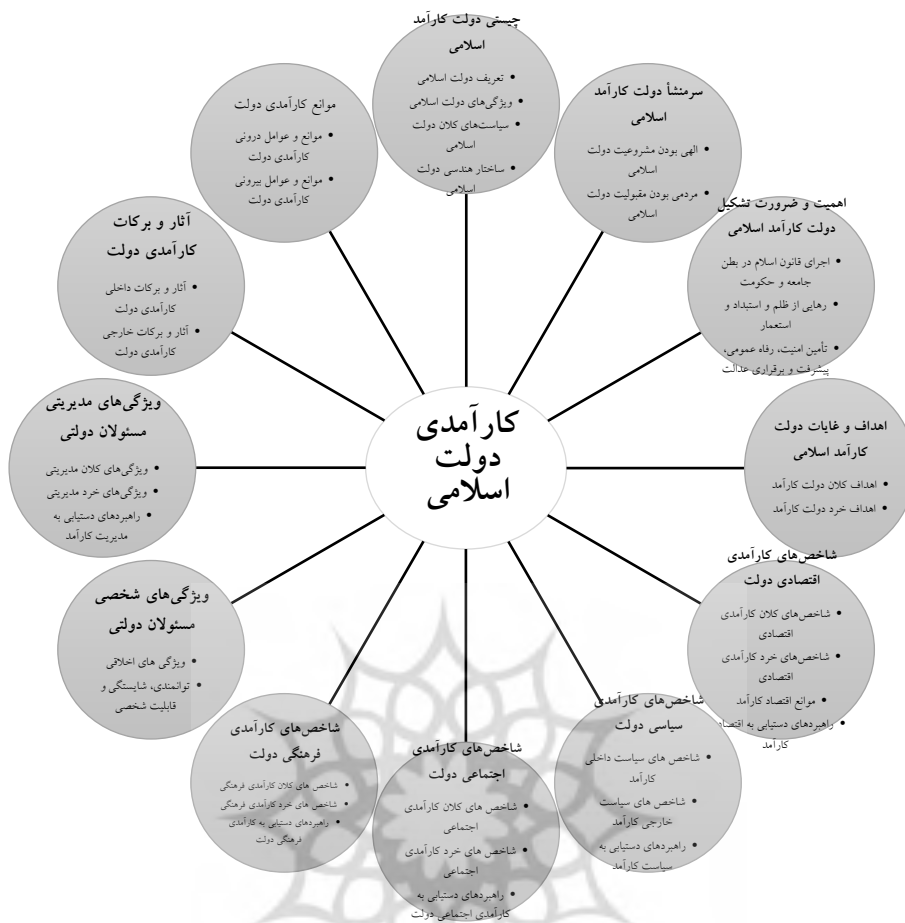 چیستی دولت کارآمد
اسلامی
• تعریف دولت اسلامی
• ویژگی‌های دولت اسلامی
• سیاست‌های کلان دولت
اسلامی
• ساختار هندسی دولت
اسلامی
سرمنشأ دولت کارآمد
اسلامی
• الهی بودن مشروعیت دولت
اسلامی
• مردمی بودن مقبولیت دولت
اسلامی
اهمیت و ضرورت تشکیل
دولت کارآمد اسلامی
• اجرای قانون اسلام در بطن
جامعه و حکومت
• رهایی از ظلم و استبداد و
استعمار
• تأمین امنیت، رفاه عمومی،
پیشرفت و برقراری عدالت
اهداف و غایات دولت
کارآمد اسلامی
• اهداف کلان دولت کارآمد
• اهداف خرد دولت کارآمد
شاخص‌های کارآمدی
اقتصادی دولت
• شاخص‌های کلان کارآمدی
اقتصادی
• شاخص‌های خرد کارآمدی
اقتصادی
• موانع اقتصاد کارآمد
• راهبردهای دستیابی به اقتصاد
کارآمد
شاخص‌های کارآمدی
سیاسی دولت
• شاخص های سیاست داخلی
کارآمد
• شاخص های سیاست
خارجی کارآمد
• راهبردهای دستیابی به
سیاست کارآمد
شاخص‌های کارآمدی
اجتماعی دولت
• شاخص های کلان کارآمدی
اجتماعی
• شاخص های خرد کارآمدی
اجتماعی
• راهبردهای دستیابی به
کارآمدی اجتماعی دولت
شاخص‌های کارآمدی
فرهنگی دولت
• شاخص های کلان کارآمدی فرهنگی
• شاخص های خرد کارآمدی فرهنگی
• راهبردهای دستیابی به کارآمدی
فرهنگی دولت
ویژگی‌های شخصی
مسئولان دولتی
• ویژگی های اخلاقی
• توانمندی، شایستگی و
قابلیت شخصی
ویژگی‌های مدیریتی
مسئولان دولتی
• ویژگی‌های کلان مدیریتی
• ویژگی‌های خرد مدیریتی
• راهبردهای دستیابی به
مدیریت کارآمد
آثار و برکات
کارآمدی دولت
• آثار و برکات داخلی
کارآمدی دولت
• آثار و برکات خارجی
کارآمدی دولت
موانع کارآمدی دولت
• موانع و عوامل درونی
کارآمدی دولت
• موانع و عوامل بیرونی
کارآمدی دولت
کارآمدی
دولت
اسلامی